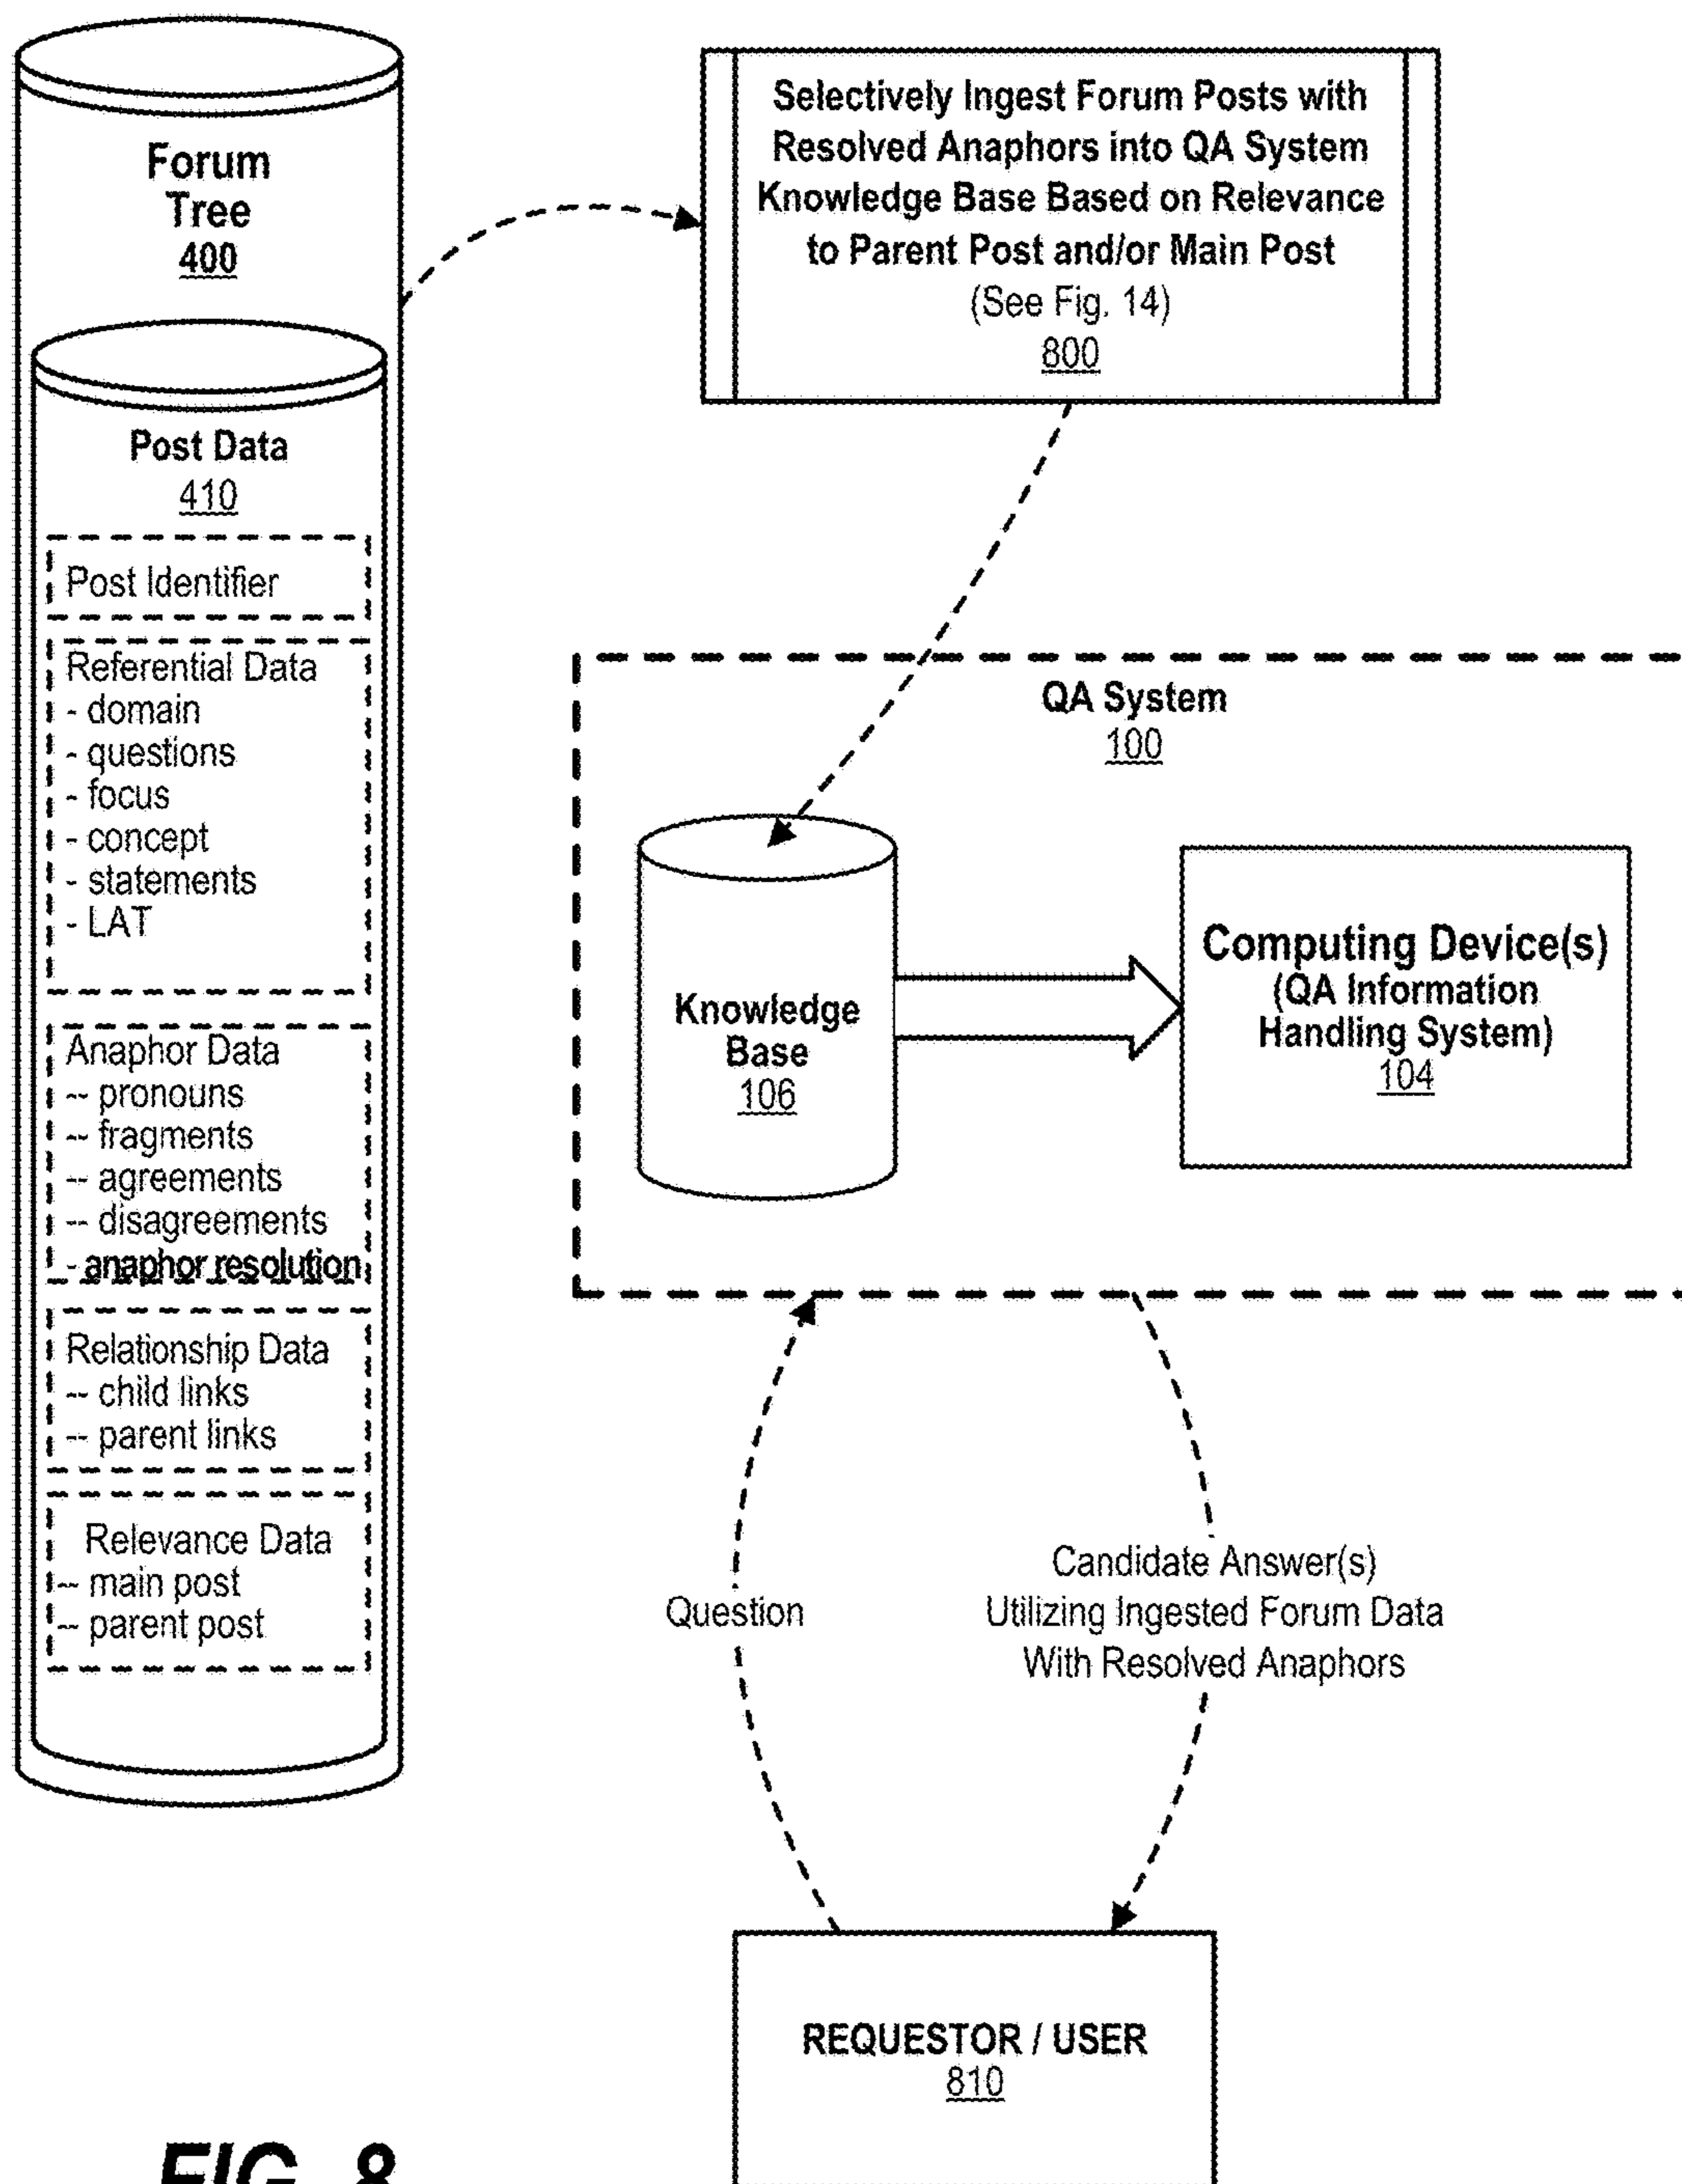 Forum
Tree
400
Post Data
410
Post Identifier
Referential Data
- domain
- questions
- focus
- concept
- statements
- LAT
Anaphor Data
-- pronouns
-- fragments
-- agreements
-- disagreements
- anaphor resolution
Relationship Data
-- child links
-- parent links
Relevance Data
-- main post
-- parent post
Selectively Ingest Forum Posts with
Resolved Anaphors into QA System
Knowledge Base Based on Relevance
to Parent Post and/or Main Post
(See Fig. 14)
800
QA System
100
Knowledge
Base
106
Computing Device(s)
(QA Information
Handling System)
104
Question
Candidate Answer(s)
Utilizing Ingested Forum Data
With Resolved Anaphors
REQUESTOR / USER
810
FIG. 8